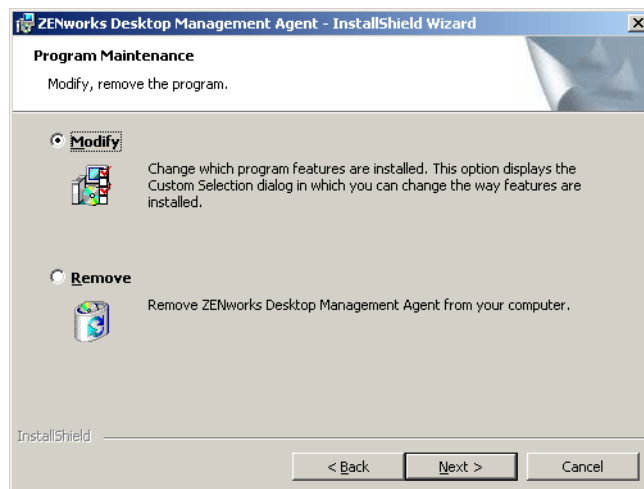 ZENworks Desktop Management Agent - InstallShield Wizard
Program Maintenance
Modify, remove the program.
Modify
Change which program features are installed. This option displays the
Custom Selection dialog in which you can change the way features are
installed.
Remove
Remove ZENworks Desktop Management Agent from your computer.
InstallShield
< Back
Next >
Cancel